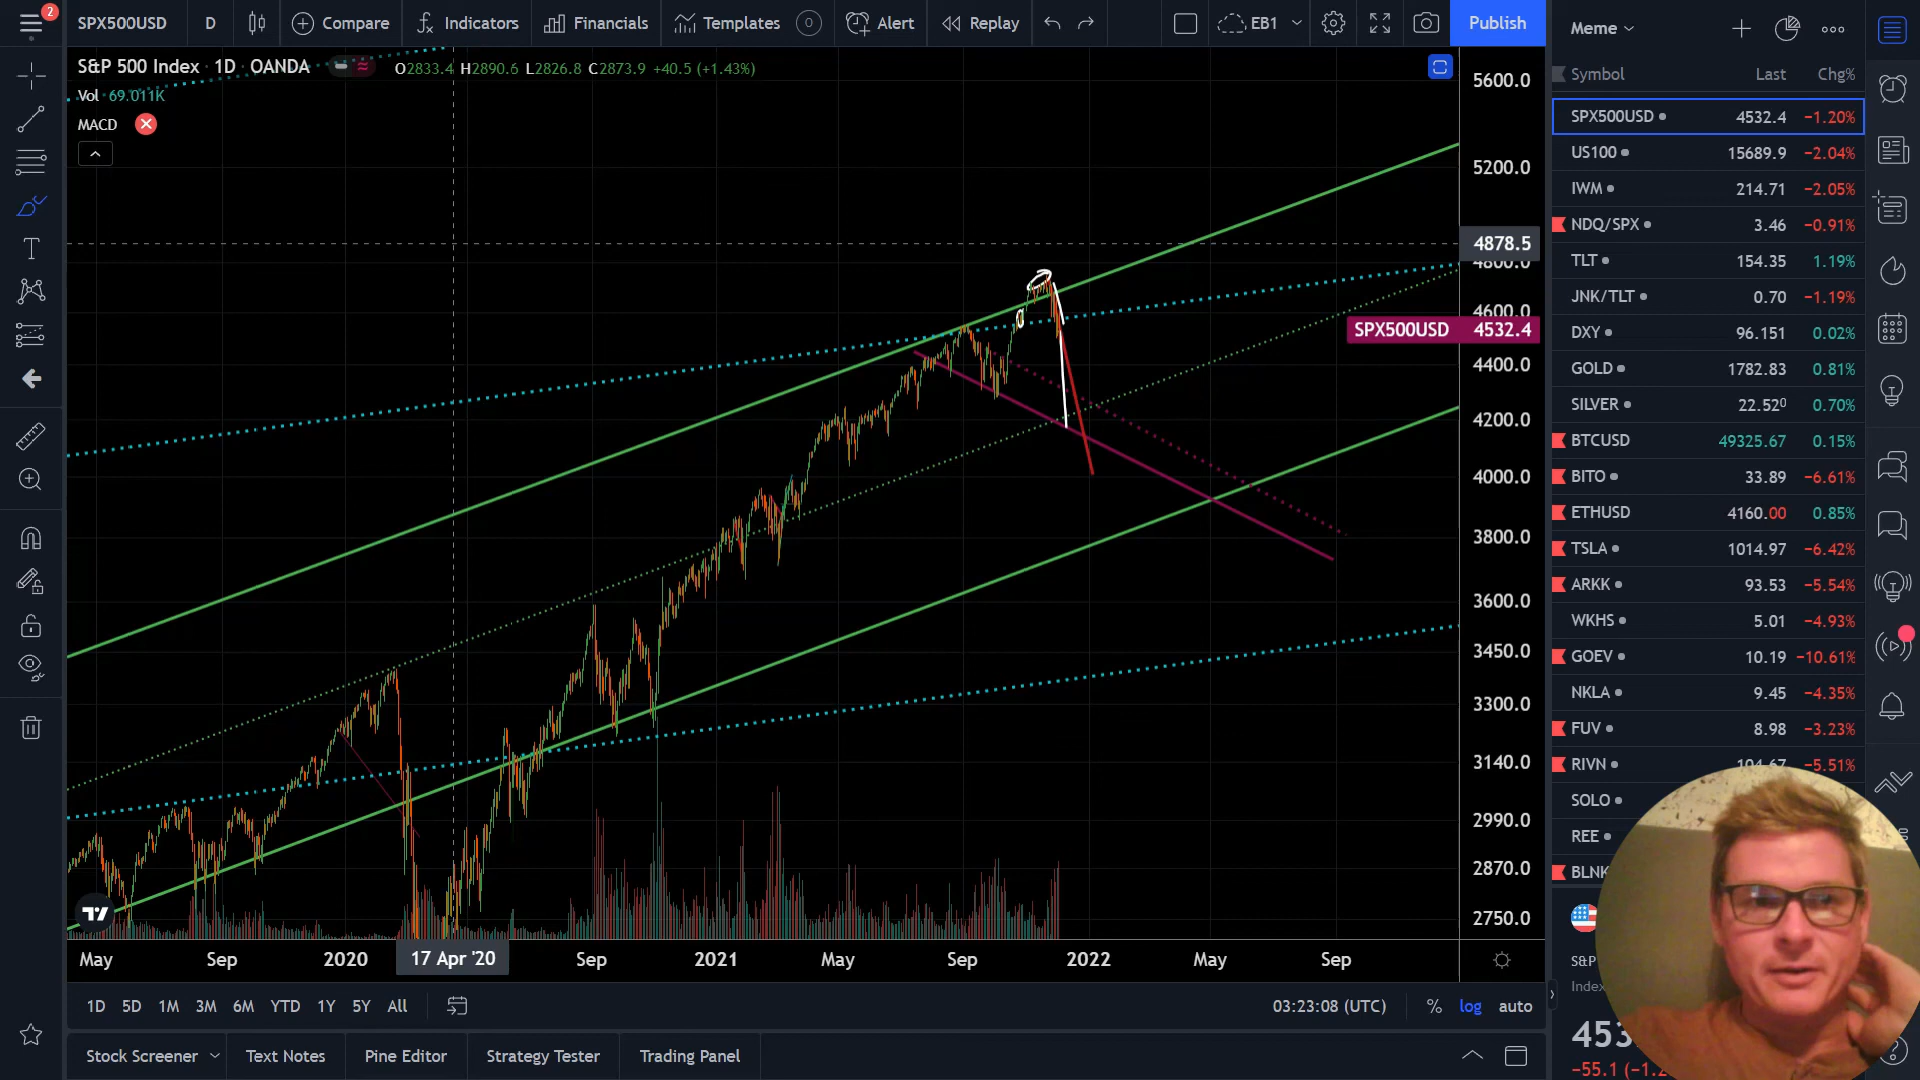 2
SPX500USD D Compare Indicators Financials Templates Alert Replay EB1 Publish
S&P 500 Index · 1D · OANDA O2833.4 H2890.6 L2826.8 C2873.9 +40.5 (+1.43%)
Vol 69.011K
MACD
5600.0
5200.0
4878.5
4600.0
SPX500USD 4532.4
4400.0
4200.0
4000.0
3800.0
3600.0
3450.0
3300.0
3140.0
2990.0
2870.0
2750.0
May Sep 2020 17 Apr '20 Sep 2021 May Sep 2022 May Sep
1D 5D 1M 3M 6M YTD 1Y 5Y All 03:23:08 (UTC) % log auto
Stock Screener Text Notes Pine Editor Strategy Tester Trading Panel
Meme
Symbol Last Chg%
SPX500USD 4532.4 −1.20%
US100 15689.9 −2.04%
IWM 214.71 −2.05%
NDQ/SPX 3.46 −0.91%
TLT 154.35 1.19%
JNK/TLT 0.70 −1.19%
DXY 96.151 0.02%
GOLD 1782.83 0.81%
SILVER 22.520 0.70%
BTCUSD 49325.67 0.15%
BITO 33.89 −6.61%
ETHUSD 4160.00 0.85%
TSLA 1014.97 −6.42%
ARKK 93.53 −5.54%
WKHS 5.01 −4.93%
GOEV 10.19 −10.61%
NKLA 9.45 −4.35%
FUV 8.98 −3.23%
RIVN −5.51%
SOLO
REE
BLNK
S&P
Index
453
−55.1 (−1.2